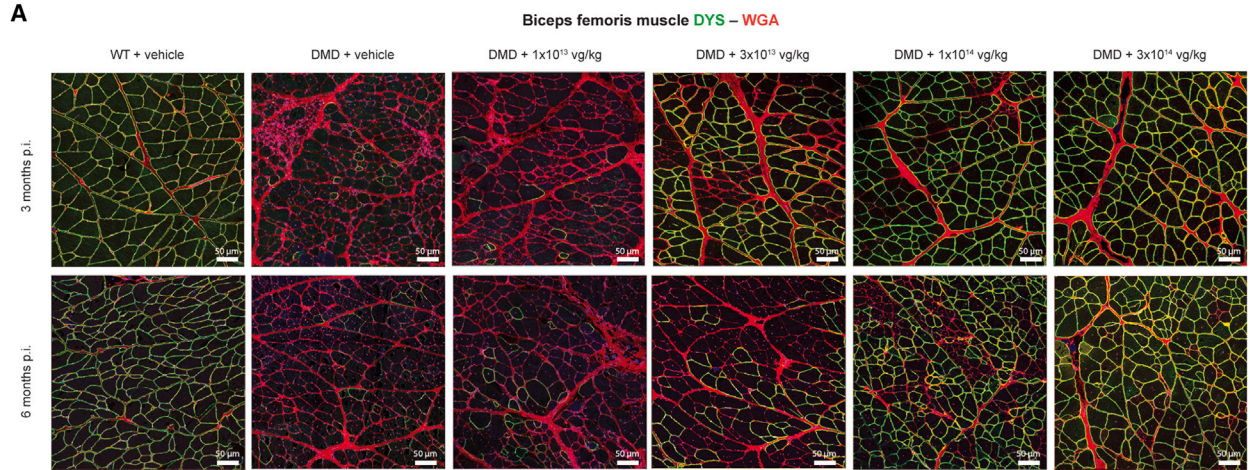 A
Biceps femoris muscle DYS – WGA
WT + vehicle
DMD + vehicle
DMD + 1x10¹³ vg/kg
DMD + 3x10¹³ vg/kg
DMD + 1x10¹⁴ vg/kg
DMD + 3x10¹⁴ vg/kg
3 months p.i.
50 µm
50 µm
50 µm
50 µm
50 µm
50 µm
6 months p.i.
50 µm
50 µm
50 µm
50 µm
50 µm
50 µm